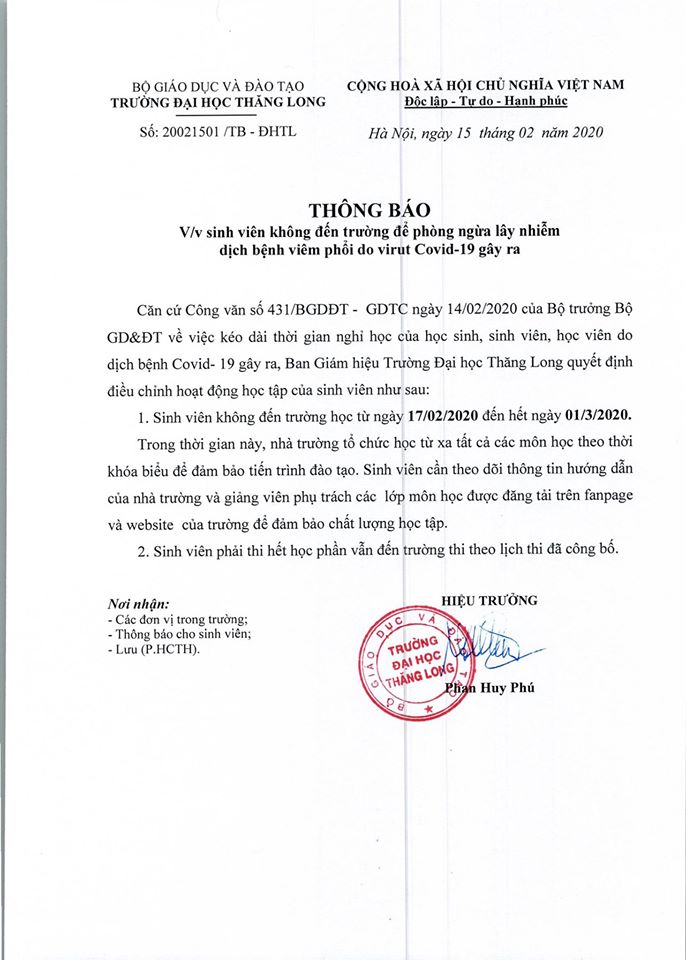 BỘ GIÁO DỤC VÀ ĐÀO TẠO
TRƯỜNG ĐẠI HỌC THĂNG LONG
Số: 20021501 /TB - ĐHTL
CỘNG HOÀ XÃ HỘI CHỦ NGHĨA VIỆT NAM
Độc lập - Tự do - Hạnh phúc
Hà Nội, ngày 15 tháng 02 năm 2020
THÔNG BÁO
V/v sinh viên không đến trường để phòng ngừa lây nhiễm
dịch bệnh viêm phổi do virut Covid-19 gây ra
Căn cứ Công văn số 431/BGDĐT - GDTC ngày 14/02/2020 của Bộ trưởng Bộ
GD&ĐT về việc kéo dài thời gian nghỉ học của học sinh, sinh viên, học viên do
dịch bệnh Covid- 19 gây ra, Ban Giám hiệu Trường Đại học Thăng Long quyết định
điều chỉnh hoạt động học tập của sinh viên như sau:
1. Sinh viên không đến trường học từ ngày 17/02/2020 đến hết ngày 01/3/2020.
Trong thời gian này, nhà trường tổ chức học từ xa tất cả các môn học theo thời
khóa biểu để đảm bảo tiến trình đào tạo. Sinh viên cần theo dõi thông tin hướng dẫn
của nhà trường và giảng viên phụ trách các lớp môn học được đăng tải trên fanpage
và website của trường để đảm bảo chất lượng học tập.
2. Sinh viên phải thi hết học phần vẫn đến trường thi theo lịch thi đã công bố.
Nơi nhận:
- Các đơn vị trong trường;
- Thông báo cho sinh viên;
- Lưu (P.HCTH).
HIỆU TRƯỞNG
BỘ GIÁO DỤC VÀ ĐÀO TẠO
TRƯỜNG
ĐẠI HỌC
THĂNG LONG
Phan Huy Phú